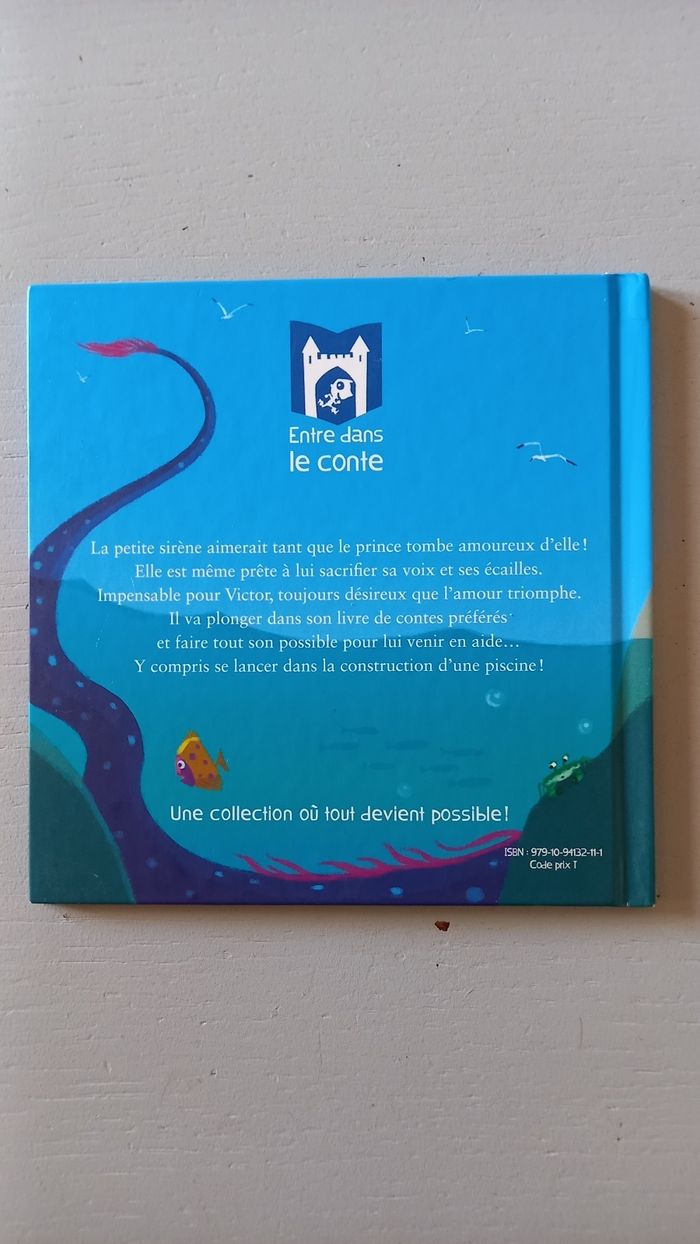 Entre dans
le conte
La petite sirène aimerait tant que le prince tombe amoureux d'elle !
Elle est même prête à lui sacrifier sa voix et ses écailles.
Impensable pour Victor, toujours désireux que l'amour triomphe.
Il va plonger dans son livre de contes préférés
et faire tout son possible pour lui venir en aide...
Y compris se lancer dans la construction d'une piscine !
Une collection où tout devient possible !
ISBN : 979-10-94132-11-1
Code prix T